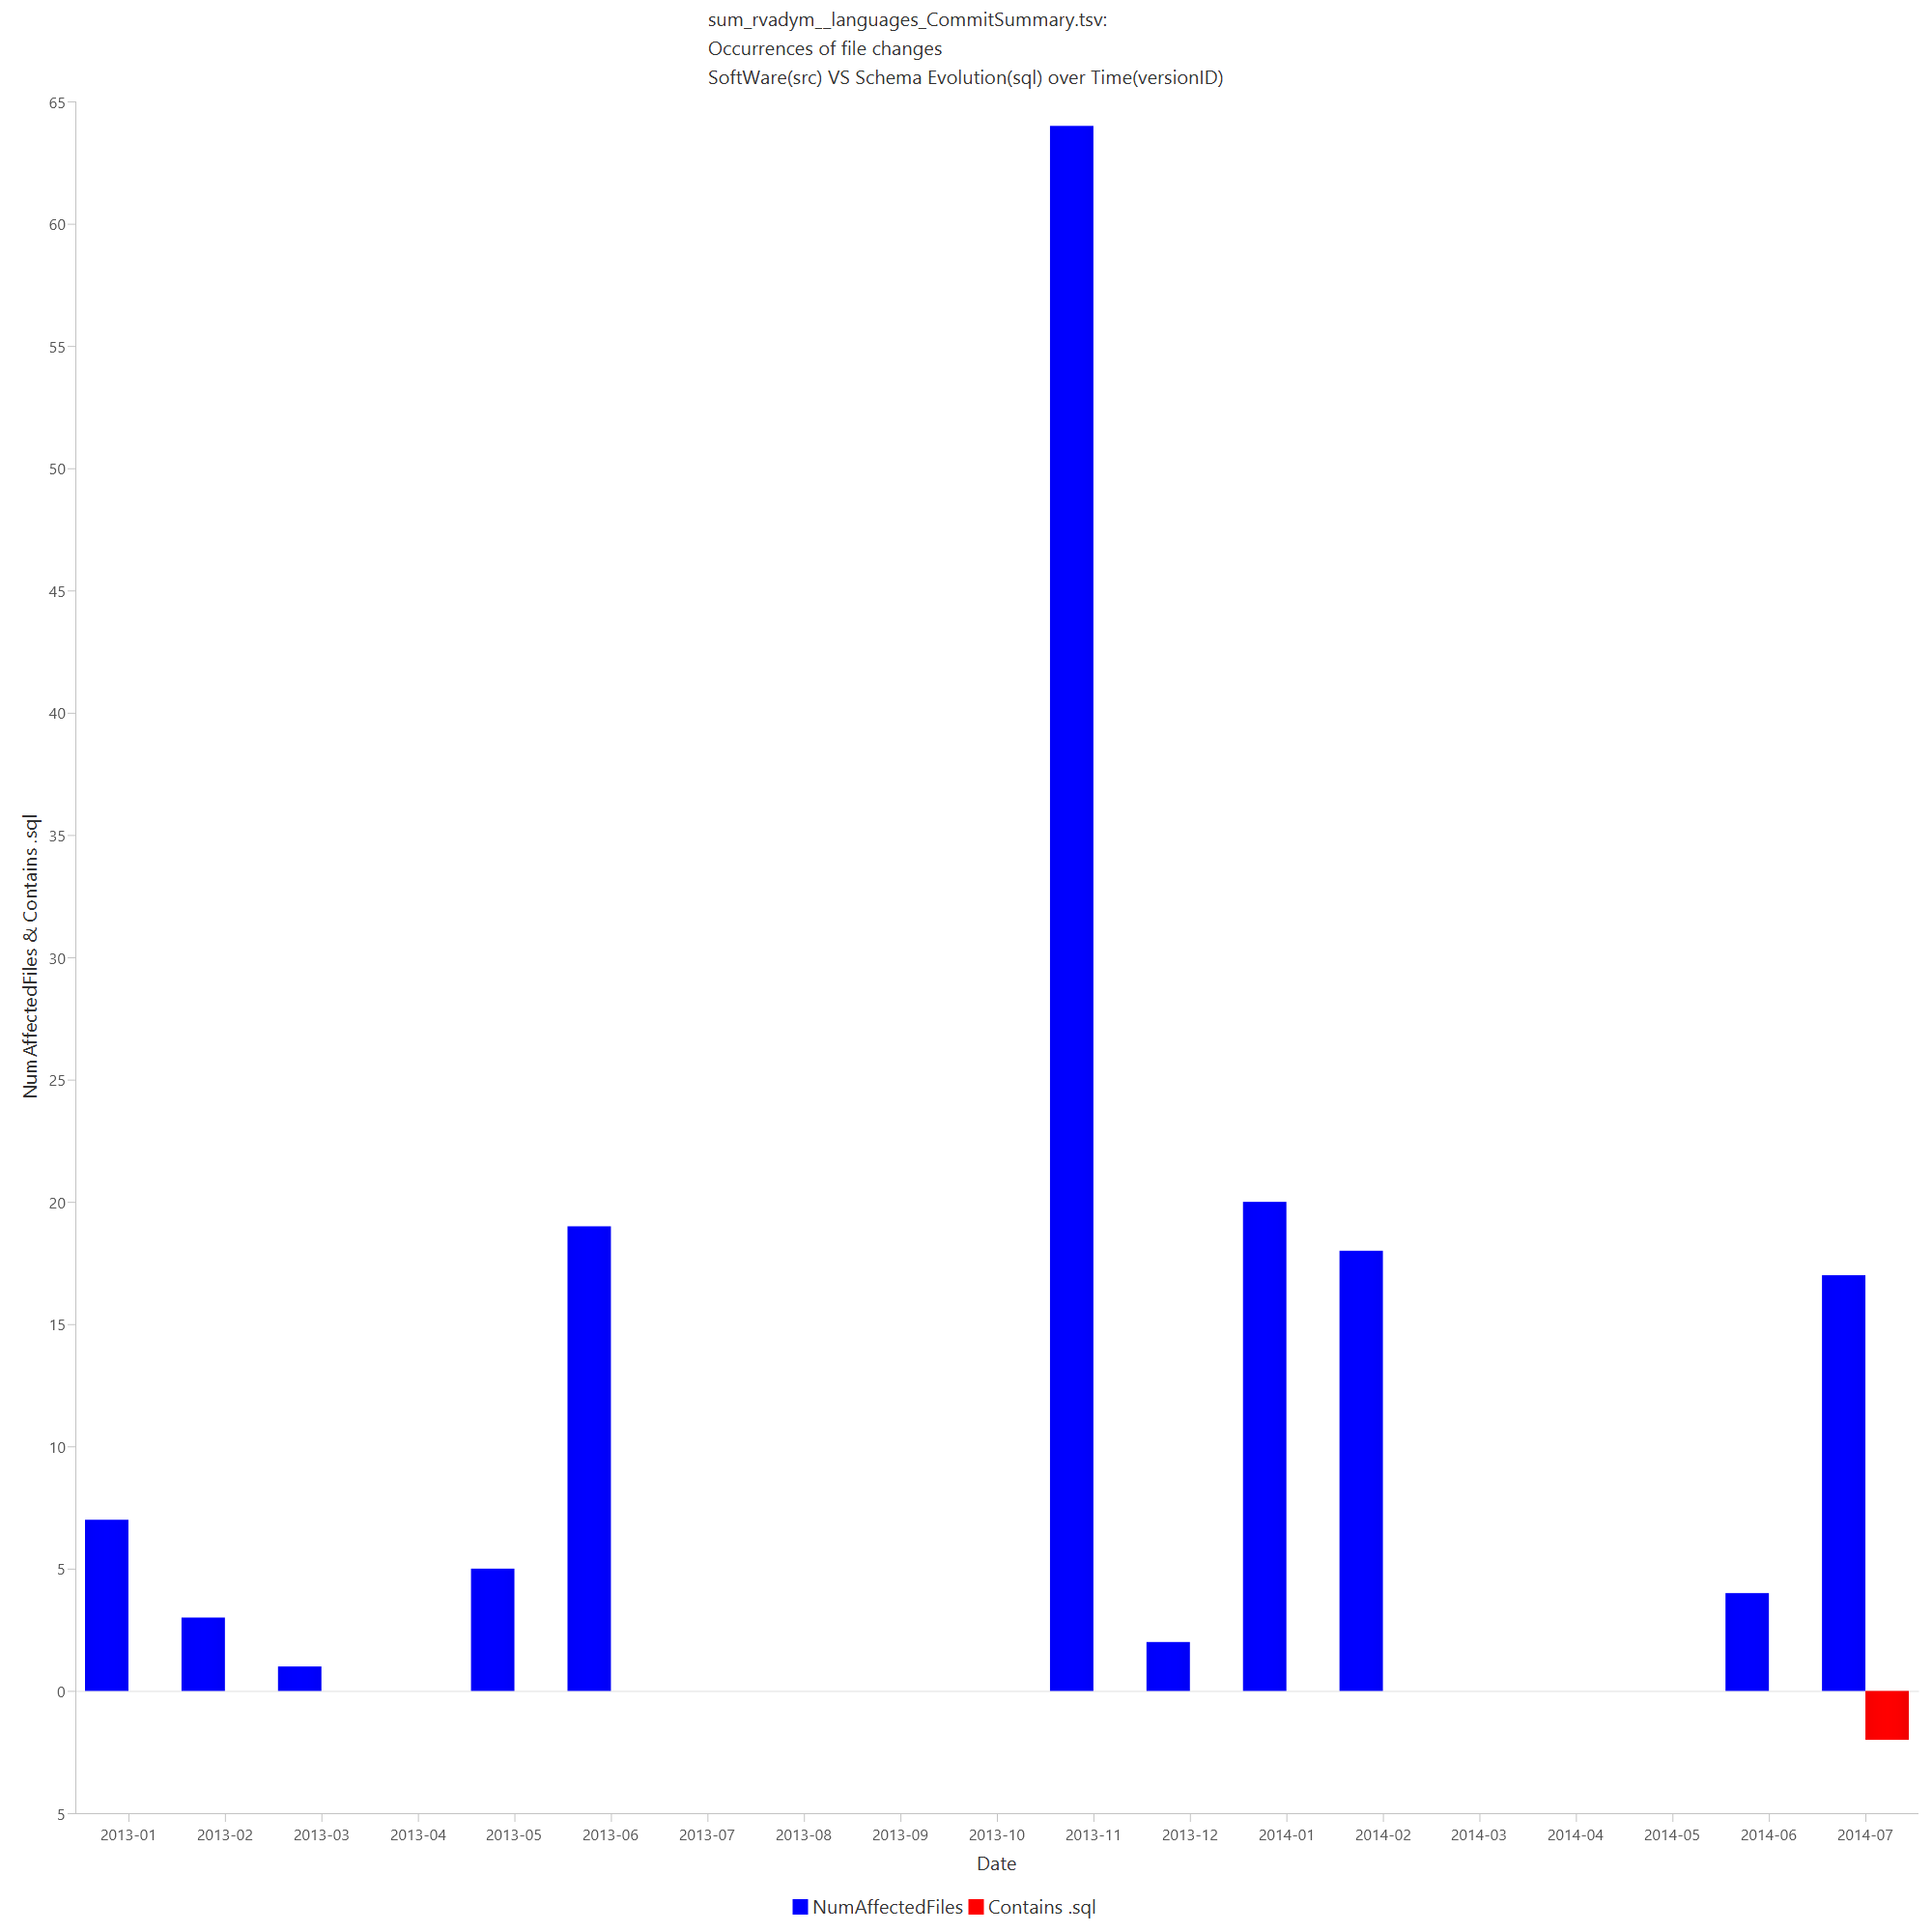 sum_rvadym__languages_CommitSummary.tsv:
Occurrences of file changes
SoftWare(src) VS Schema Evolution(sql) over Time(versionID)
65
60
55
50
45
40
35
30
25
20
15
10
5
0
5
NumAffectedFiles & Contains .sql
2013-01 2013-02 2013-03 2013-04 2013-05 2013-06 2013-07 2013-08 2013-09 2013-10 2013-11 2013-12 2014-01 2014-02 2014-03 2014-04 2014-05 2014-06 2014-07
Date
NumAffectedFiles Contains .sql